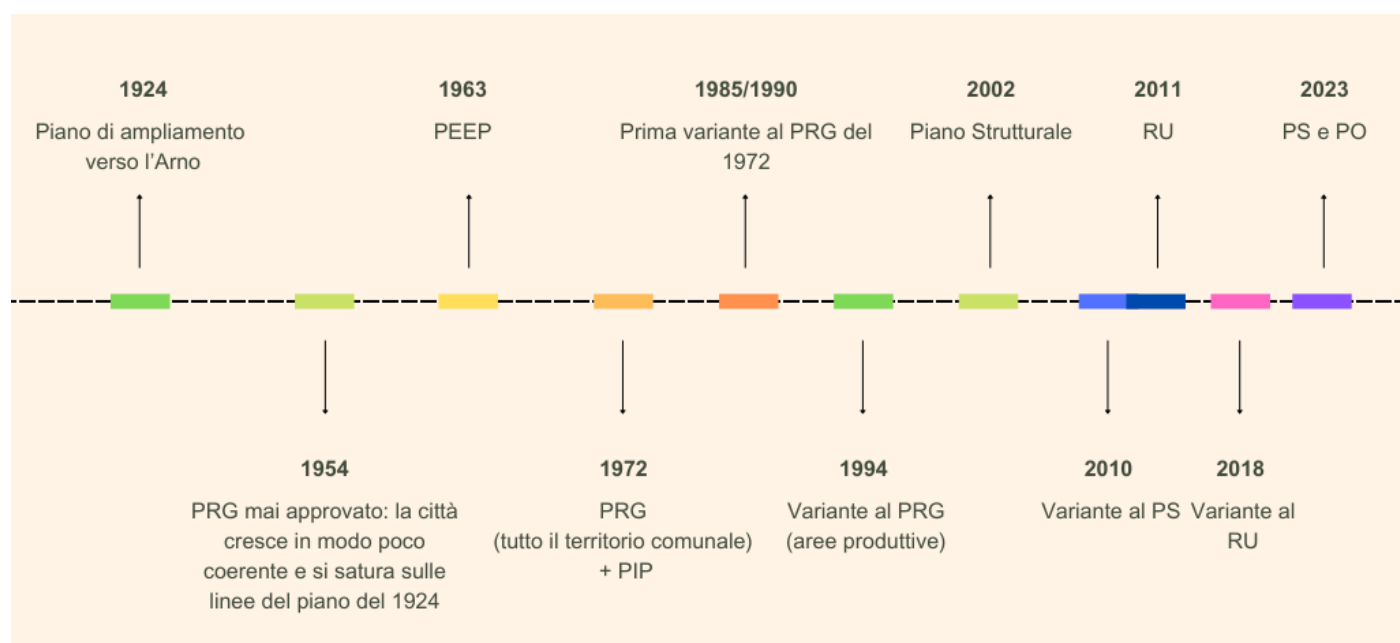 1924
Piano di ampliamento
verso l'Arno
1963
PEEP
1985/1990
Prima variante al PRG del
1972
2002
Piano Strutturale
2011
RU
2023
PS e PO
1954
PRG mai approvato: la città
cresce in modo poco
coerente e si satura sulle
linee del piano del 1924
1972
PRG
(tutto il territorio comunale)
+ PIP
1994
Variante al PRG
(aree produttive)
2010
Variante al PS
2018
Variante al
RU